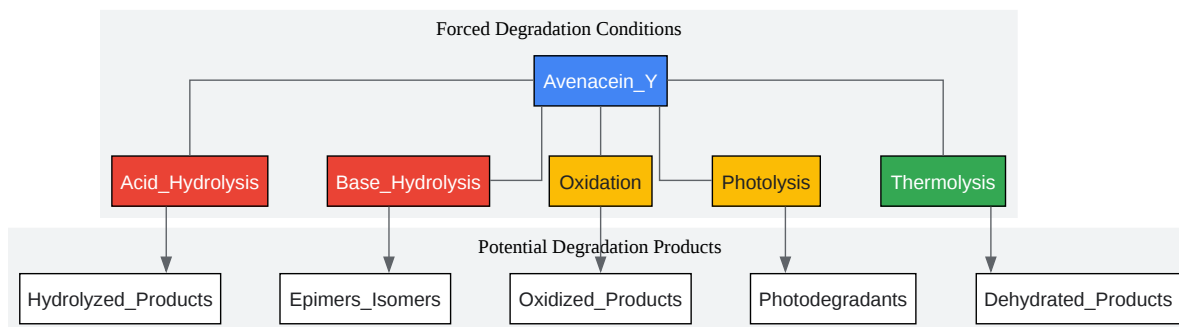 Forced Degradation Conditions
Avenacein_Y
Acid_Hydrolysis
Base_Hydrolysis
Oxidation
Photolysis
Thermolysis
Potential Degradation Products
Hydrolyzed_Products
Epimers_Isomers
Oxidized_Products
Photodegradants
Dehydrated_Products